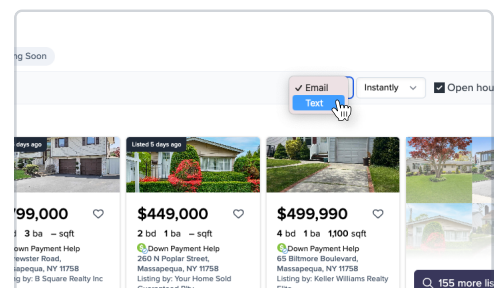 ng Soon
✓ Email
Text
Instantly
Open hou
days ago
Listed 5 days ago
799,000
$449,000
$499,990
d 3 ba – sqft
2 bd 1 ba – sqft
4 bd 1 ba 1,100 sqft
own Payment Help
Down Payment Help
Down Payment Help
ewster Road,
260 N Poplar Street,
65 Biltmore Boulevard,
sapequa, NY 11758
Massapequa, NY 11758
Massapequa, NY 11758
ng by: B Square Realty Inc
Listing by: Your Home Sold
Listing by: Keller Williams Realty
155 more lis